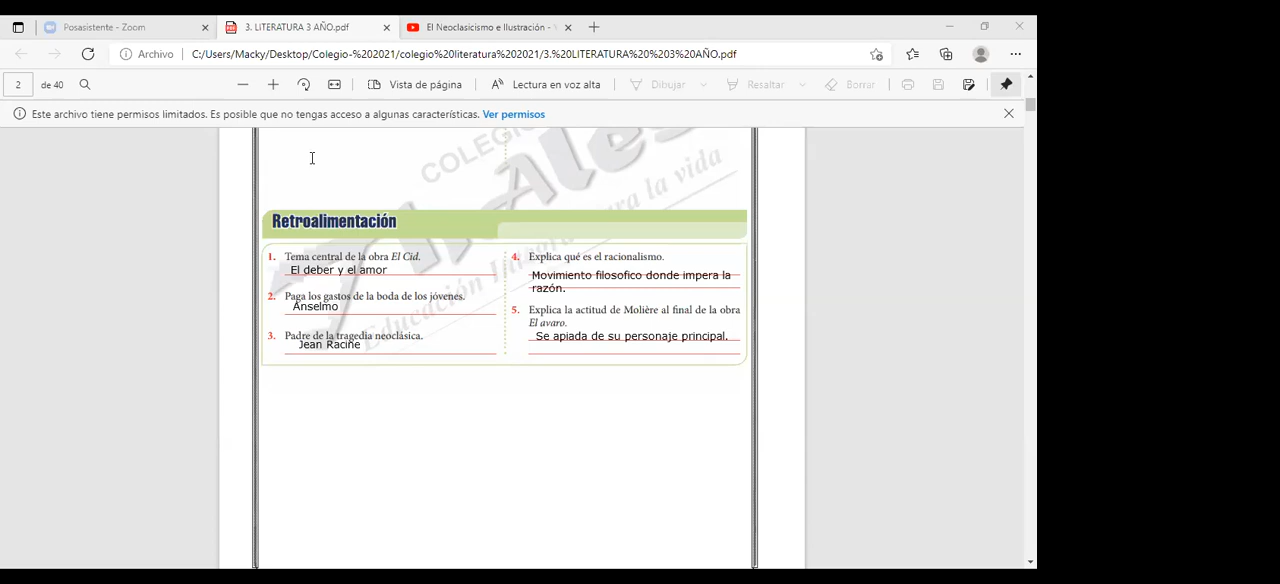 Posasistente - Zoom
3. LITERATURA 3 AÑO.pdf
El Neoclasicismo e Ilustración -
Archivo
C:/Users/Macky/Desktop/Colegio-%202021/colegio%20literatura%202021/3.%20LITERATURA%20%203%20AÑO.pdf
2 de 40
Vista de página
Lectura en voz alta
Dibujar
Resaltar
Borrar
Este archivo tiene permisos limitados. Es posible que no tengas acceso a algunas características. Ver permisos
COLEGIO
Ales
Educación para la vida
Retroalimentación
1. Tema central de la obra El Cid.
El deber y el amor
2. Paga los gastos de la boda de los jóvenes.
Anselmo
3. Padre de la tragedia neoclásica.
Jean Racine
4. Explica qué es el racionalismo.
Movimiento filosofico donde impera la
razón.
5. Explica la actitud de Molière al final de la obra
El avaro.
Se apiada de su personaje principal.